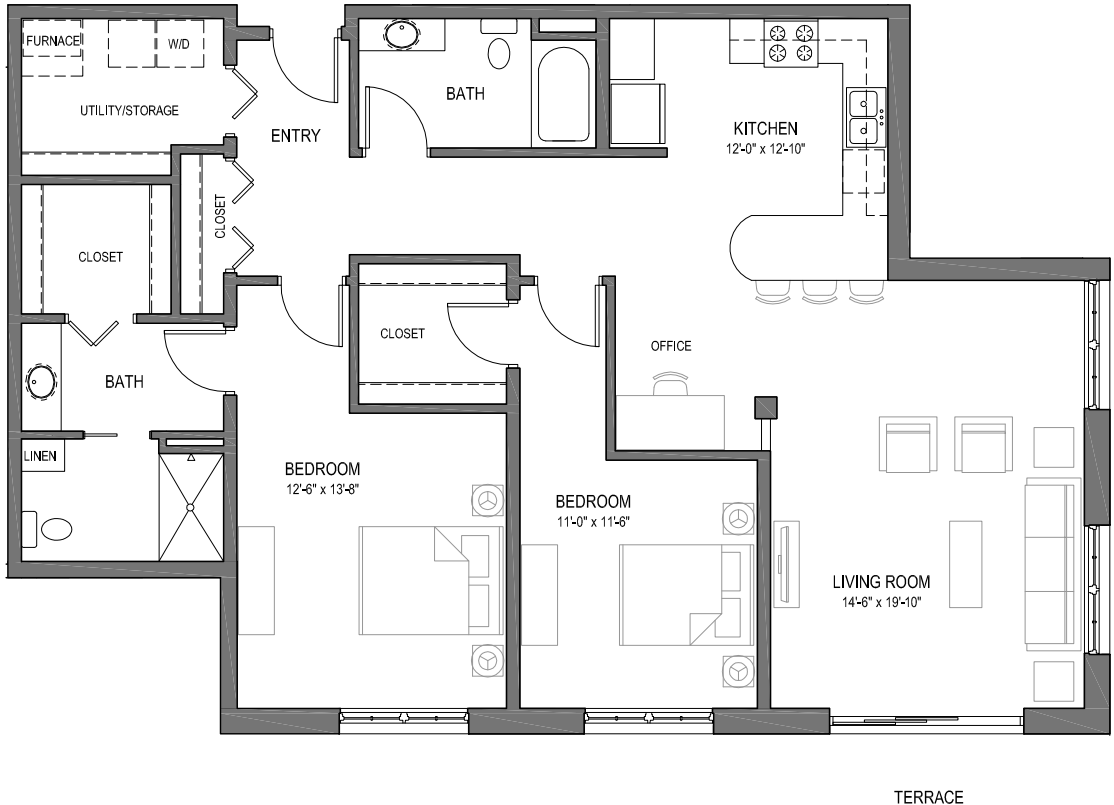 FURNACE
W/D
UTILITY/STORAGE
ENTRY
BATH
KITCHEN
12'-0" x 12'-10"
CLOSET
CLOSET
CLOSET
OFFICE
BATH
LINEN
BEDROOM
12'-6" x 13'-8"
BEDROOM
11'-0" x 11'-6"
LIVING ROOM
14'-6" x 19'-10"
TERRACE